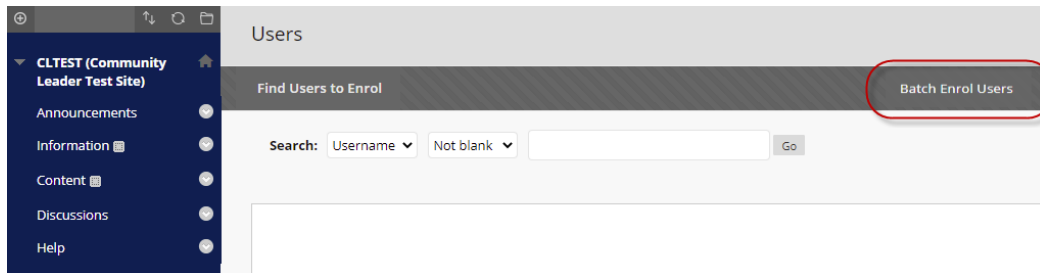 Users
CLTEST (Community
Leader Test Site)
Announcements
Information
Content
Discussions
Help
Find Users to Enrol
Batch Enrol Users
Search: Username Not blank Go